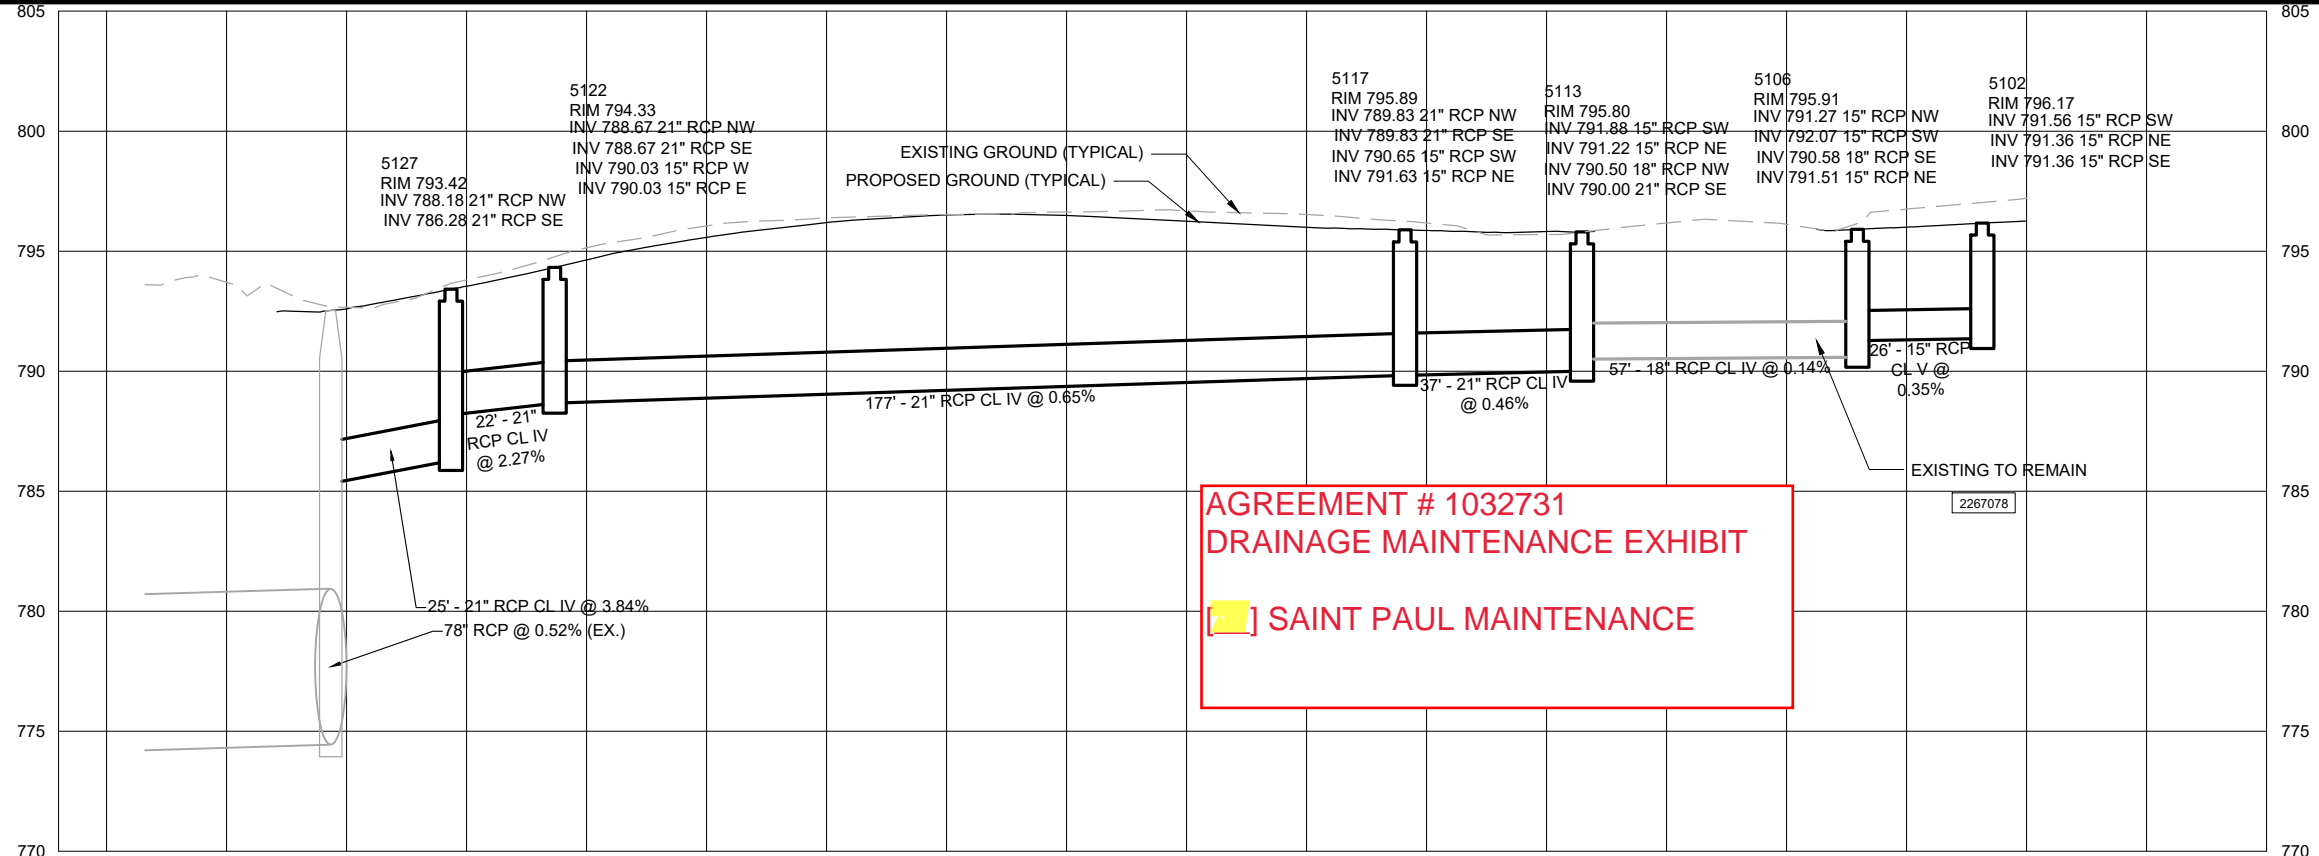 805
805
5117
RIM 795.89
INV 789.83 21" RCP NW
INV 789.83 21" RCP SE
INV 790.65 15" RCP SW
INV 791.63 15" RCP NE
5106
RIM 795.91
INV 791.27 15" RCP NW
INV 792.07 15" RCP SW
INV 790.58 18" RCP SE
INV 791.51 15" RCP NE
5102
RIM 796.17
INV 791.56 15" RCP SW
INV 791.36 15" RCP NE
INV 791.36 15" RCP SE
5122
RIM 794.33
INV 788.67 21" RCP NW
INV 788.67 21" RCP SE
INV 790.03 15" RCP W
INV 790.03 15" RCP E
5113
RIM 795.80
INV 791.88 15" RCP SW
INV 791.22 15" RCP NE
INV 790.50 18" RCP NW
INV 790.00 21" RCP SE
800
800
5127
RIM 793.42
INV 788.18 21" RCP NW
INV 786.28 21" RCP SE
EXISTING GROUND (TYPICAL)
PROPOSED GROUND (TYPICAL)
795
795
790
790
26' - 15" RCP
CL V @
0.35%
57' - 18" RCP CL IV @ 0.14%
37' - 21" RCP CL IV
@ 0.46%
177' - 21" RCP CL IV @ 0.65%
22' - 21"
RCP CL IV
@ 2.27%
EXISTING TO REMAIN
2267078
785
785
AGREEMENT # 1032731
DRAINAGE MAINTENANCE EXHIBIT
[__] SAINT PAUL MAINTENANCE
25' - 21" RCP CL IV @ 3.84%
78" RCP @ 0.52% (EX.)
780
780
775
775
770
770